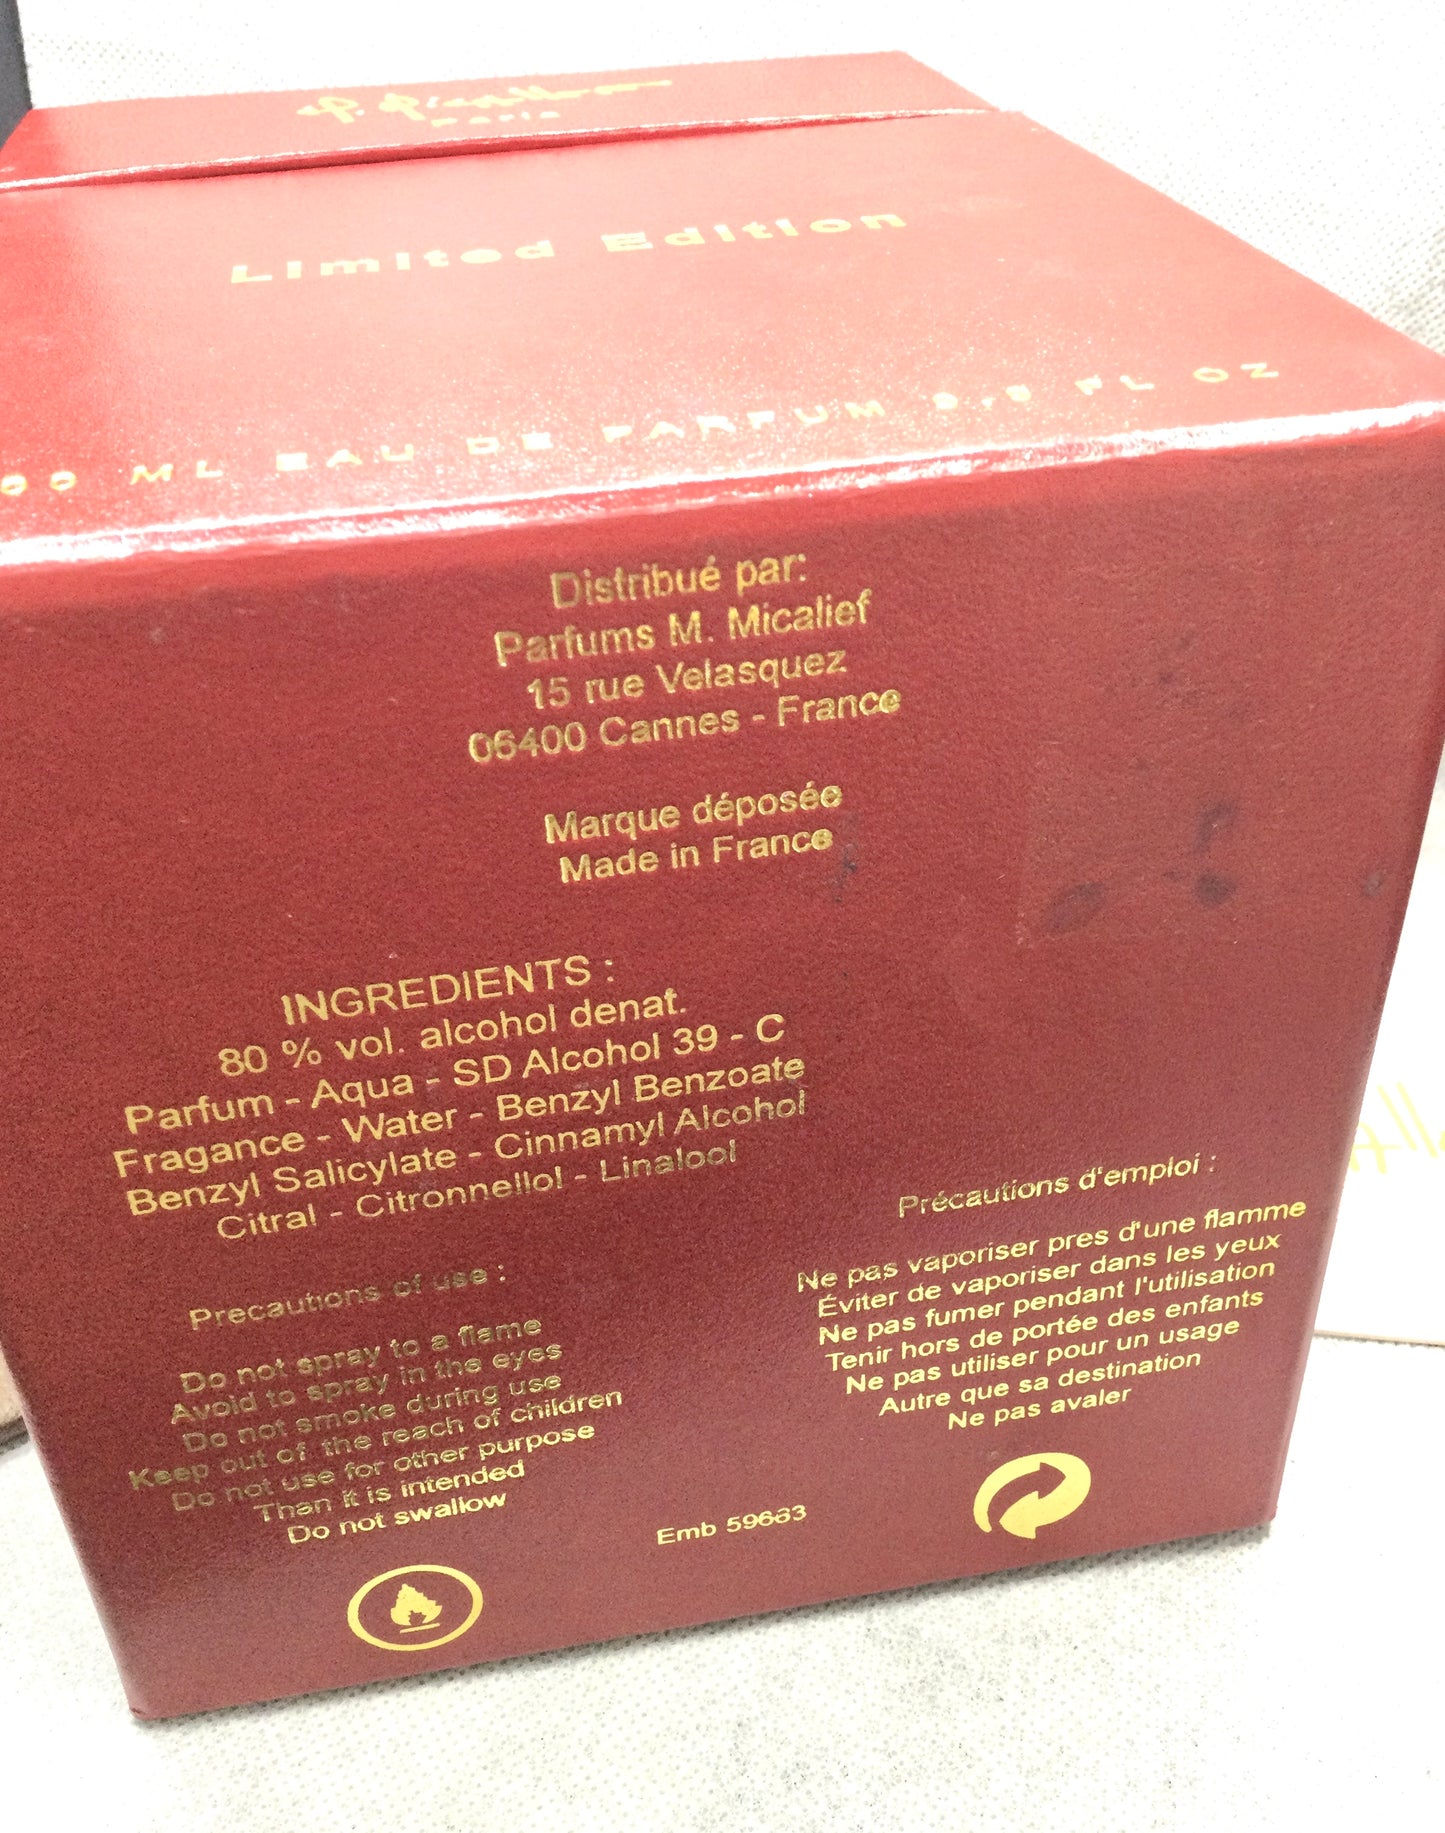 Paris
Limited Edition
00 ML EAU DE PARFUM FL OZ
Distribué par:
Parfums M. Micalief
15 rue Velasquez
06400 Cannes - France
Marque déposée
Made in France
INGREDIENTS :
80 % vol. alcohol denat.
Parfum - Aqua - SD Alcohol 39 - C
Fragance - Water - Benzyl Benzoate
Benzyl Salicylate - Cinnamyl Alcohol
Citral - Citronnellol - Linalool
Precautions of use :
Do not spray to a flame
Avoid to spray in the eyes
Do not smoke during use
Keep out of the reach of children
Do not use for other purpose
Than it is intended
Do not swallow
Précautions d'emploi :
Ne pas vaporiser pres d'une flamme
Éviter de vaporiser dans les yeux
Ne pas fumer pendant l'utilisation
Tenir hors de portée des enfants
Ne pas utiliser pour un usage
Autre que sa destination
Ne pas avaler
Emb 59683